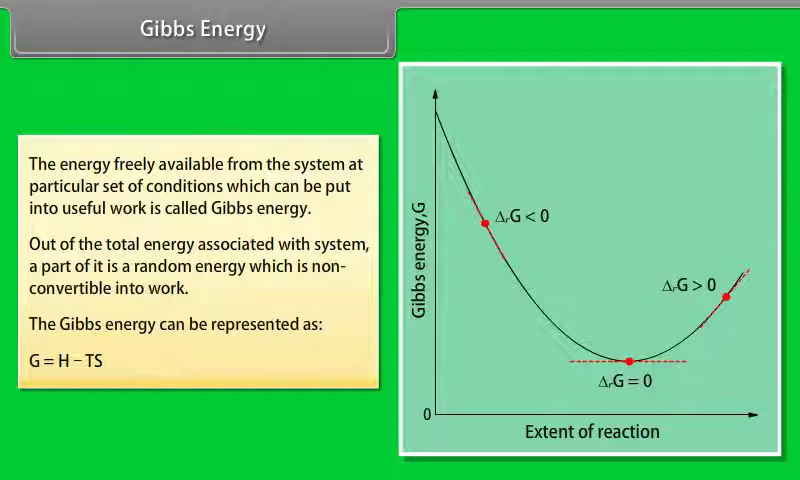 Gibbs Energy
The energy freely available from the system at
particular set of conditions which can be put
into useful work is called Gibbs energy.
Out of the total energy associated with system,
a part of it is a random energy which is non-
convertible into work.
The Gibbs energy can be represented as:
G = H – TS
Gibbs energy,G
ΔᵣG < 0
ΔᵣG > 0
ΔᵣG = 0
0
Extent of reaction